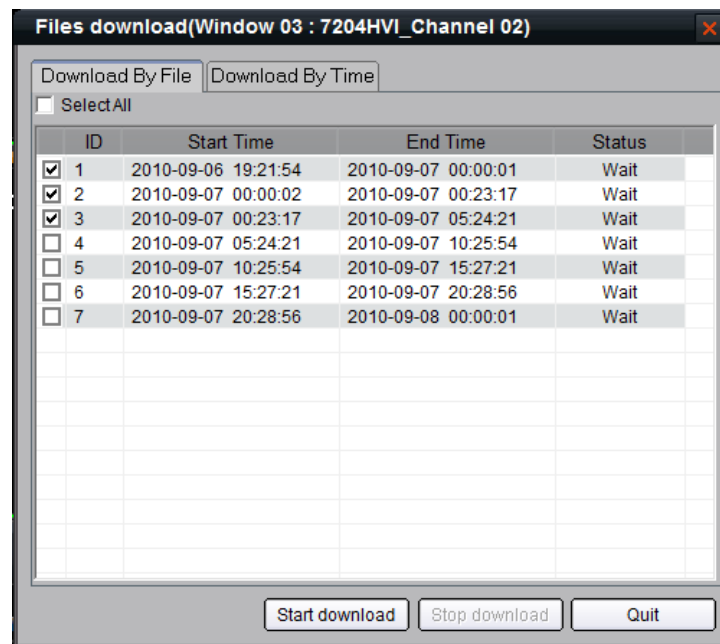 Files download(Window 03 : 7204HVI_Channel 02)
Download By File Download By Time
Select All
ID Start Time End Time Status
1 2010-09-06 19:21:54 2010-09-07 00:00:01 Wait
2 2010-09-07 00:00:02 2010-09-07 00:23:17 Wait
3 2010-09-07 00:23:17 2010-09-07 05:24:21 Wait
4 2010-09-07 05:24:21 2010-09-07 10:25:54 Wait
5 2010-09-07 10:25:54 2010-09-07 15:27:21 Wait
6 2010-09-07 15:27:21 2010-09-07 20:28:56 Wait
7 2010-09-07 20:28:56 2010-09-08 00:00:01 Wait
Start download Stop download Quit